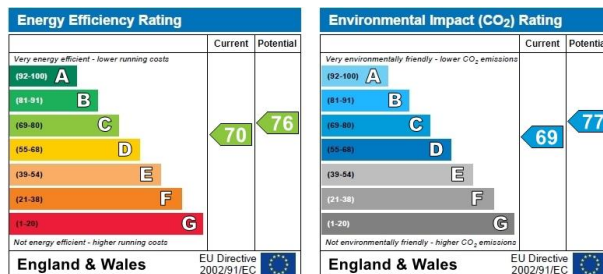 Energy Efficiency Rating
Current Potential
Very energy efficient - lower running costs
(92-100) A
(81-91) B
(69-80) C
(55-68) D
(39-54) E
(21-38) F
(1-20) G
70
76
Not energy efficient - higher running costs
England & Wales
EU Directive
2002/91/EC
Environmental Impact (CO2) Rating
Current Potentia
Very environmentally friendly - lower CO2 emissions
(92-100) A
(81-91) B
(69-80) C
(55-68) D
(39-54) E
(21-38) F
(1-20) G
69
77
Not environmentally friendly - higher CO2 emissions
England & Wales
EU Directive
2002/91/EC